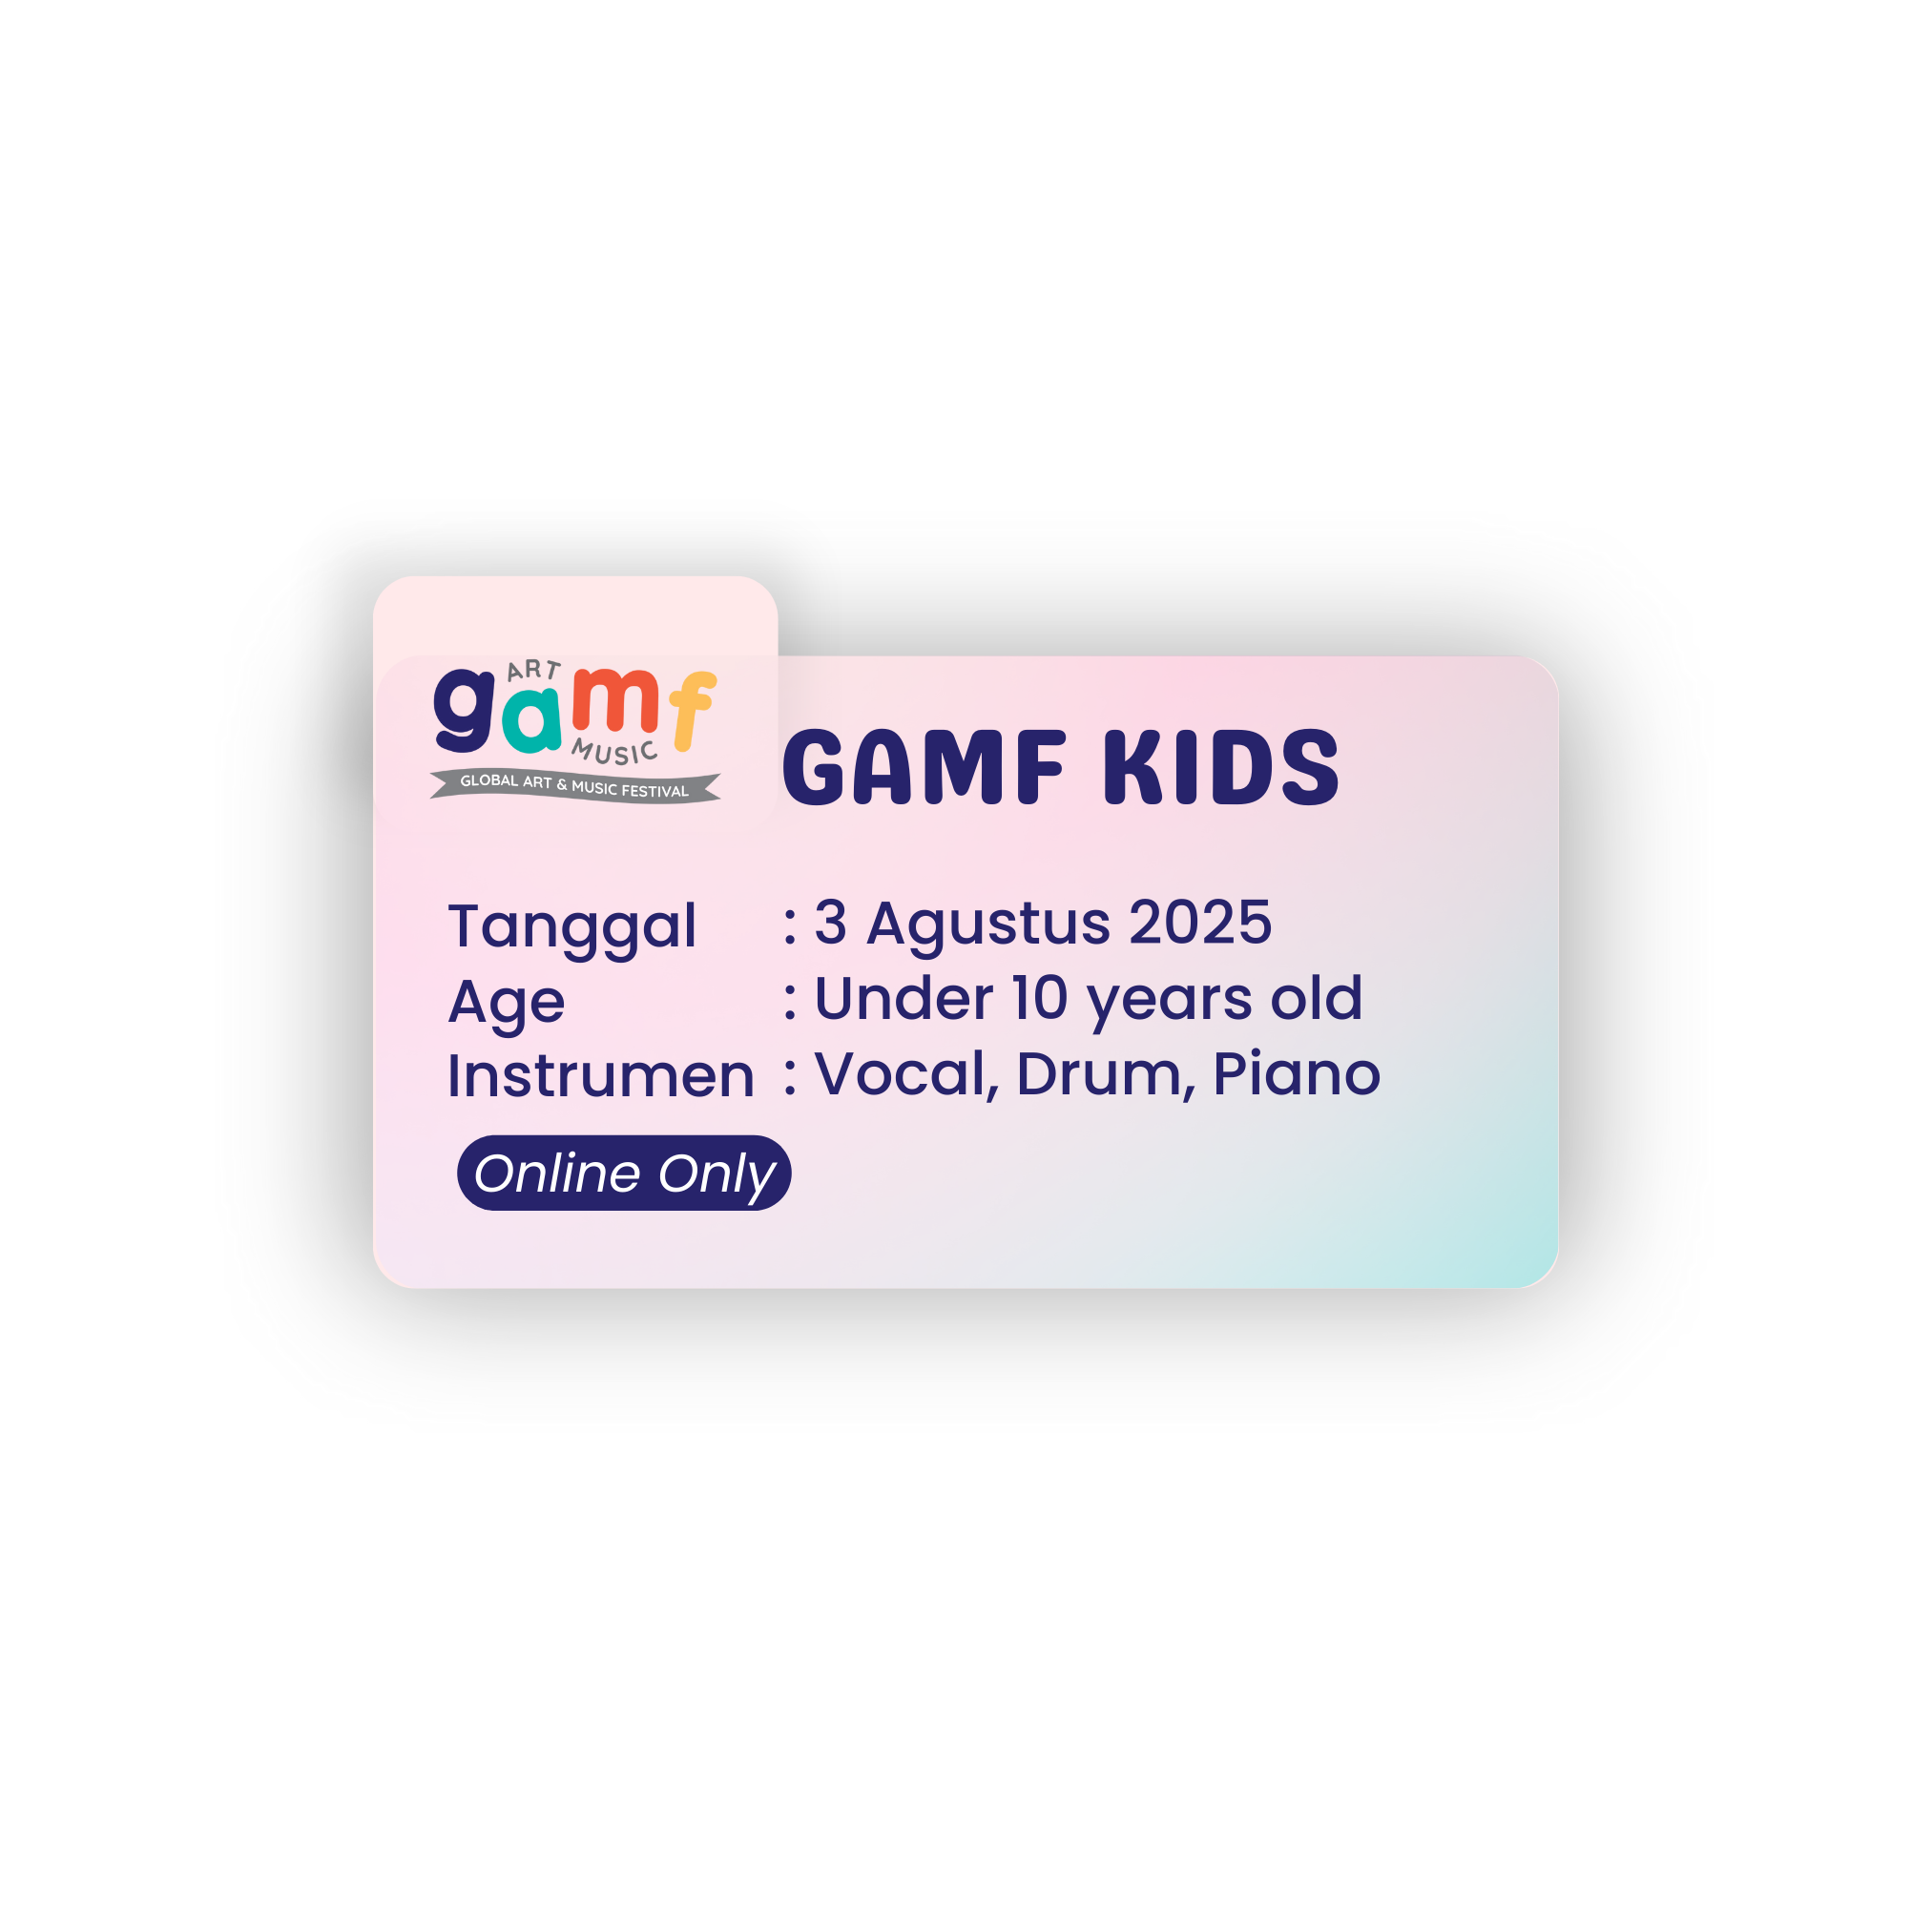 ART
gamf
MUSIC
GLOBAL ART & MUSIC FESTIVAL
GAMF KIDS
Tanggal : 3 Agustus 2025
Age : Under 10 years old
Instrumen : Vocal, Drum, Piano
Online Only